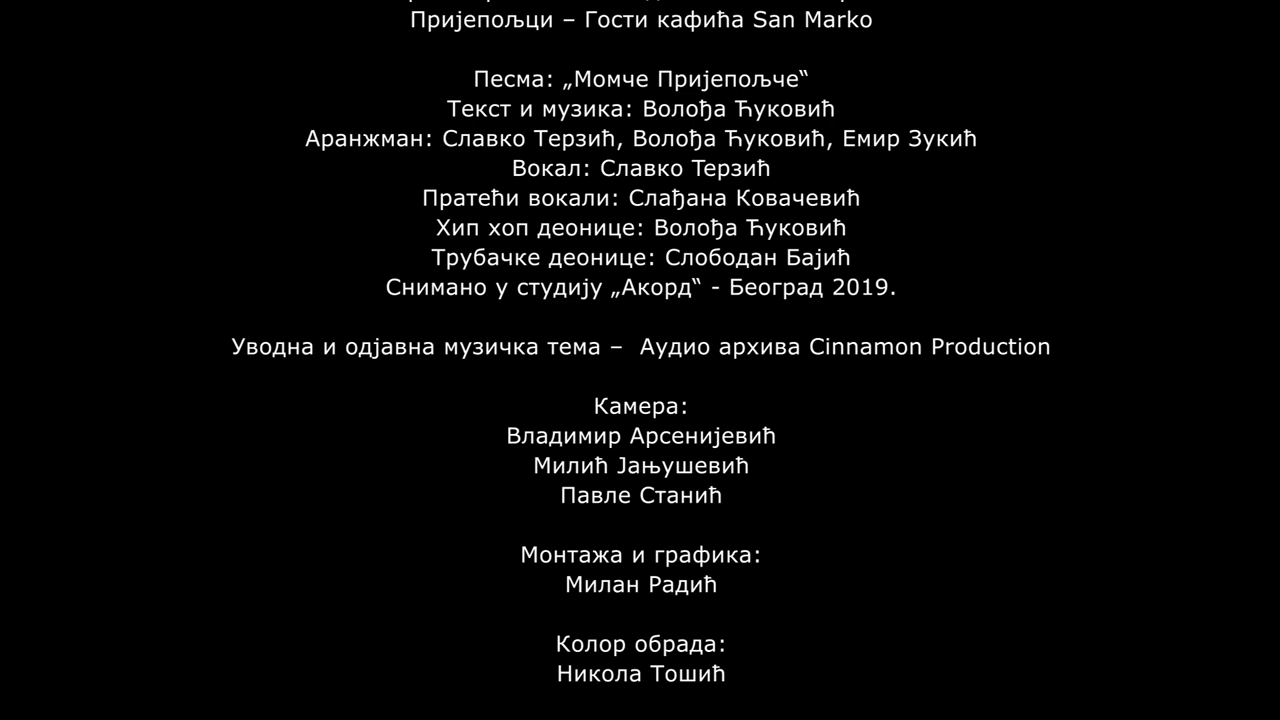 Пријепољци – Гости кафића San Marko
Песма: „Момче Пријепољче“
Текст и музика: Волођа Ћуковић
Аранжман: Славко Терзић, Волођа Ћуковић, Емир Зукић
Вокал: Славко Терзић
Пратећи вокали: Слађана Ковачевић
Хип хоп деонице: Волођа Ћуковић
Трубачке деонице: Слободан Бајић
Снимано у студију „Акорд“ - Београд 2019.
Уводна и одјавна музичка тема –  Аудио архива Cinnamon Production
Камера:
Владимир Арсенијевић
Милић Јањушевић
Павле Станић
Монтажа и графика:
Милан Радић
Колор обрада:
Никола Тошић